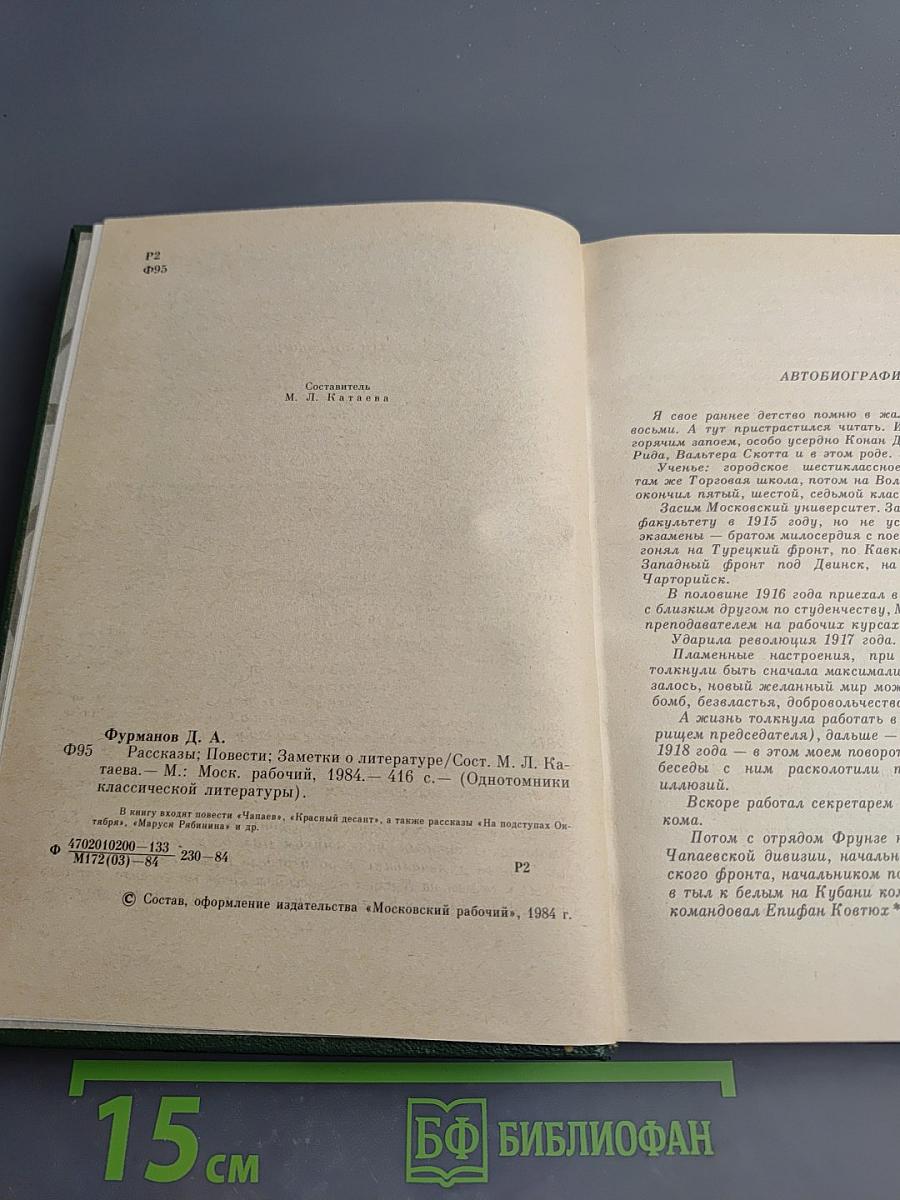 Р2
Ф95
Составитель
М. Л. Катаева
Фурманов Д. А.
Ф95 Рассказы; Повести; Заметки о литературе/Сост. М. Л. Ка-
таева.— М.: Моск. рабочий, 1984.— 416 с.— (Однотомники
классической литературы).
В книгу входят повести «Чапаев», «Красный десант», а также рассказы «На подступах Ок-
тября», «Маруся Рябинина» и др.
Ф 4702010200—133
М172(03)—84 230—84
Р2
© Состав, оформление издательства «Московский рабочий», 1984 г.
АВТОБИОГРАФИ
Я свое раннее детство помню в жа
восьми. А тут пристрастился читать.
горячим запоем, особо усердно Конан Д
Рида, Вальтера Скотта и в этом роде.
Ученье: городское шестиклассное
там же Торговая школа, потом на Вол
окончил пятый, шестой, седьмой клас
Засим Московский университет. За
факультету в 1915 году, но не ус
экзамены — братом милосердия с пое
гонял на Турецкий фронт, по Кавк
Западный фронт под Двинск, на
Чарторийск.
В половине 1916 года приехал в
с близким другом по студенчеству, М
преподавателем на рабочих курсах
Ударила революция 1917 года.
Пламенные настроения, при
толкнули быть сначала максимали
залось, новый желанный мир мож
бомб, безвластья, добровольчеств
А жизнь толкнула работать в
рищем председателя), дальше —
1918 года — в этом моем поворот
беседы с ним расколотили п
иллюзий.
Вскоре работал секретарем
кома.
Потом с отрядом Фрунзе н
Чапаевской дивизии, начальн
ского фронта, начальником по
в тыл к белым на Кубани ком
командовал Епифан Ковтюх*
15 см
БФ БИБЛИОФАН